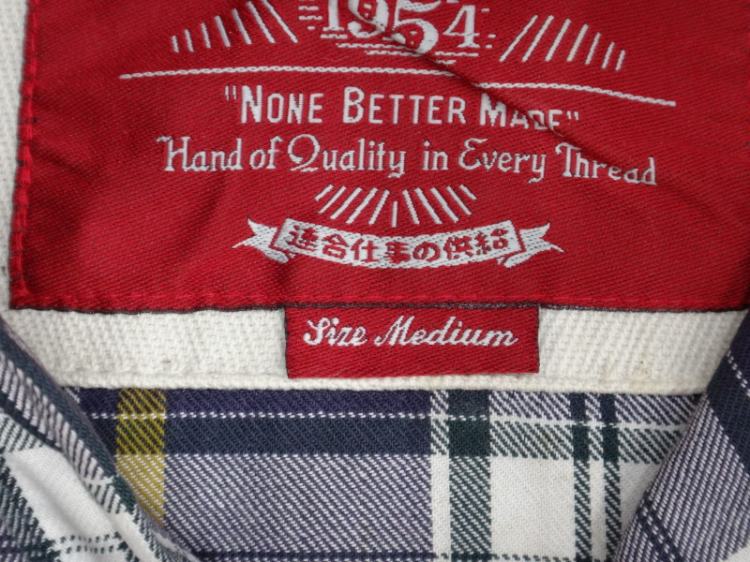 1954
"NONE BETTER MADE"
Hand of Quality in Every Thread
連合仕事の供給
Size Medium